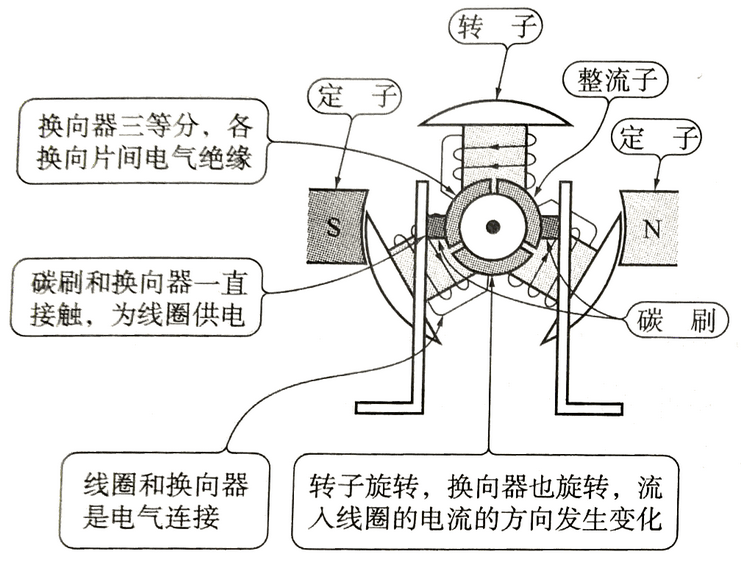 转子
整流子
定子
换向器三等分，各
换向片间电气绝缘
定子
S
N
碳刷和换向器一直
接触，为线圈供电
碳刷
线圈和换向器
是电气连接
转子旋转，换向器也旋转，流
入线圈的电流的方向发生变化